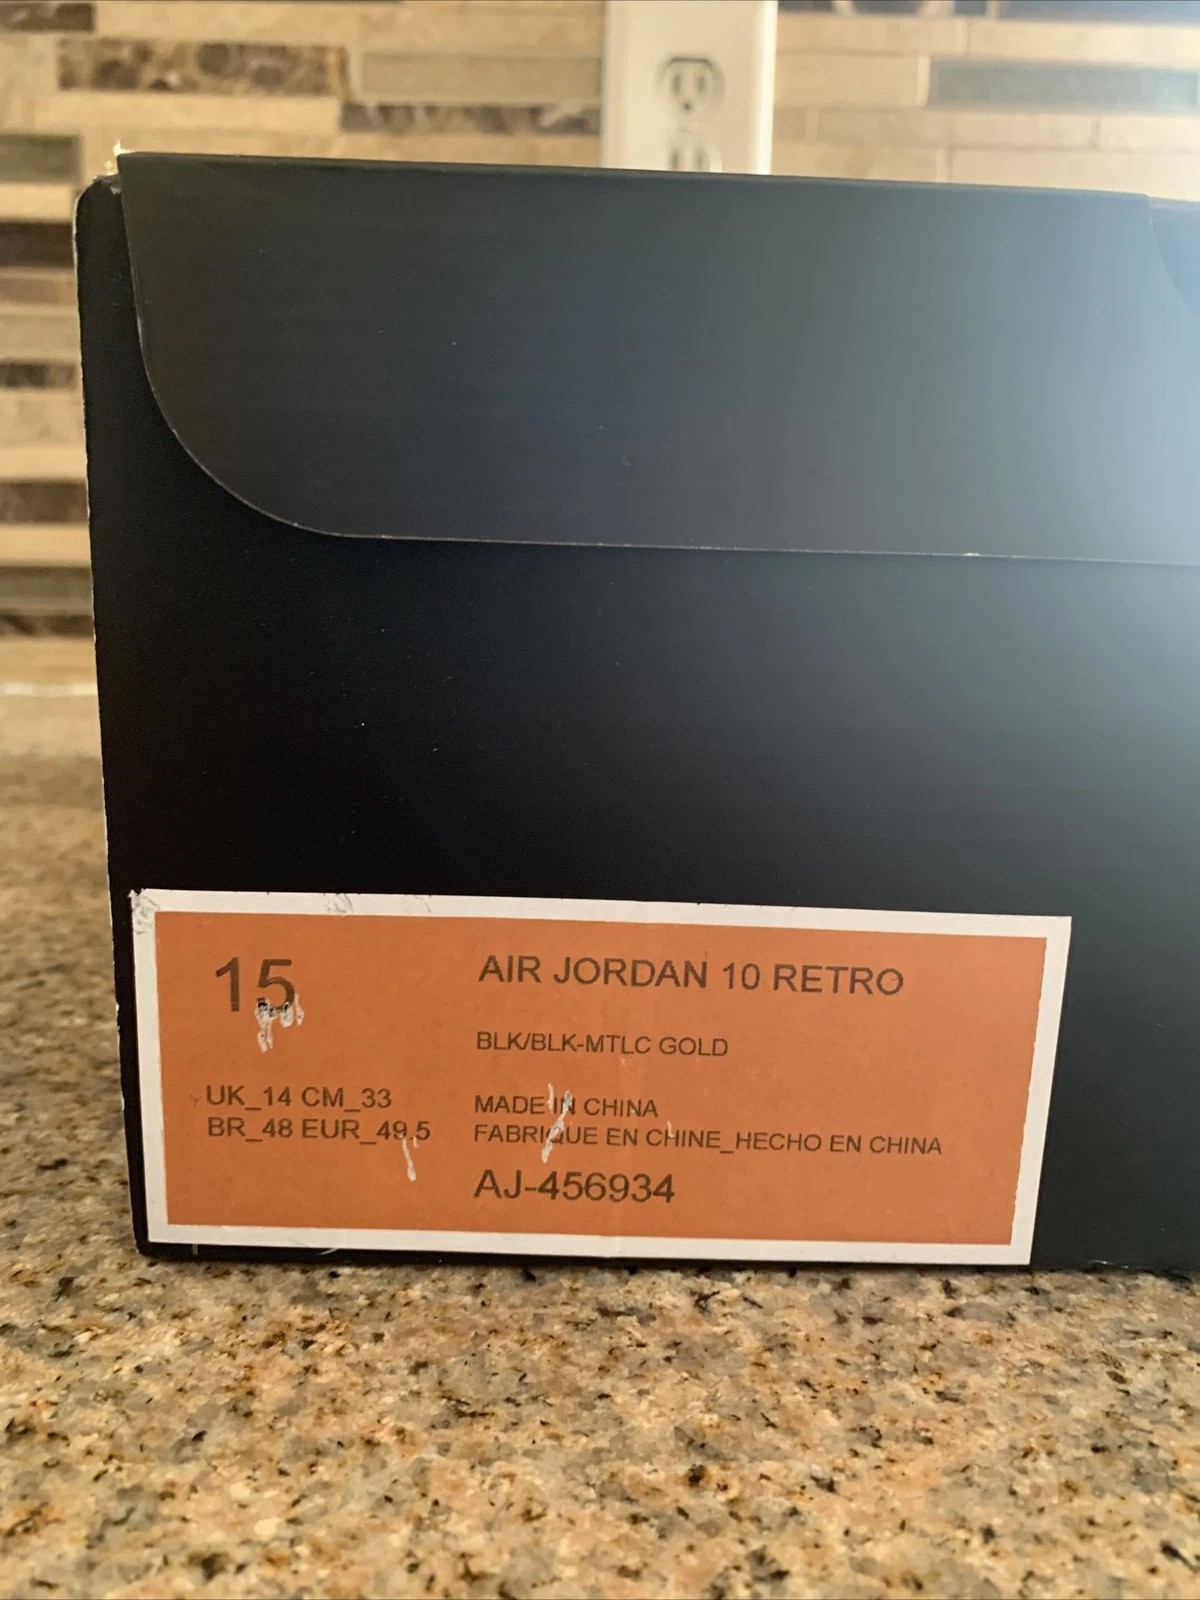 15
AIR JORDAN 10 RETRO
BLK/BLK-MTLC GOLD
UK_14 CM_33
BR_48 EUR_49.5
MADE IN CHINA
FABRIQUE EN CHINE_HECHO EN CHINA
AJ-456934